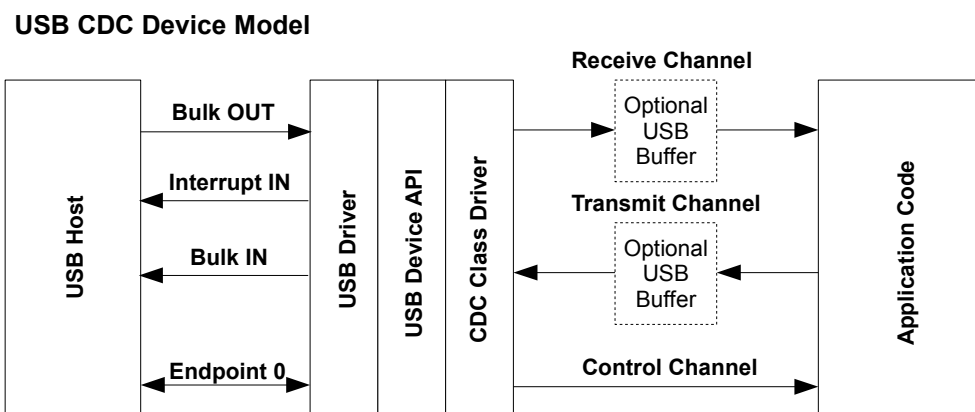 USB CDC Device Model
USB Host
Bulk OUT
Interrupt IN
Bulk IN
Endpoint 0
USB Driver
USB Device API
CDC Class Driver
Receive Channel
Optional
USB
Buffer
Transmit Channel
Optional
USB
Buffer
Control Channel
Application Code